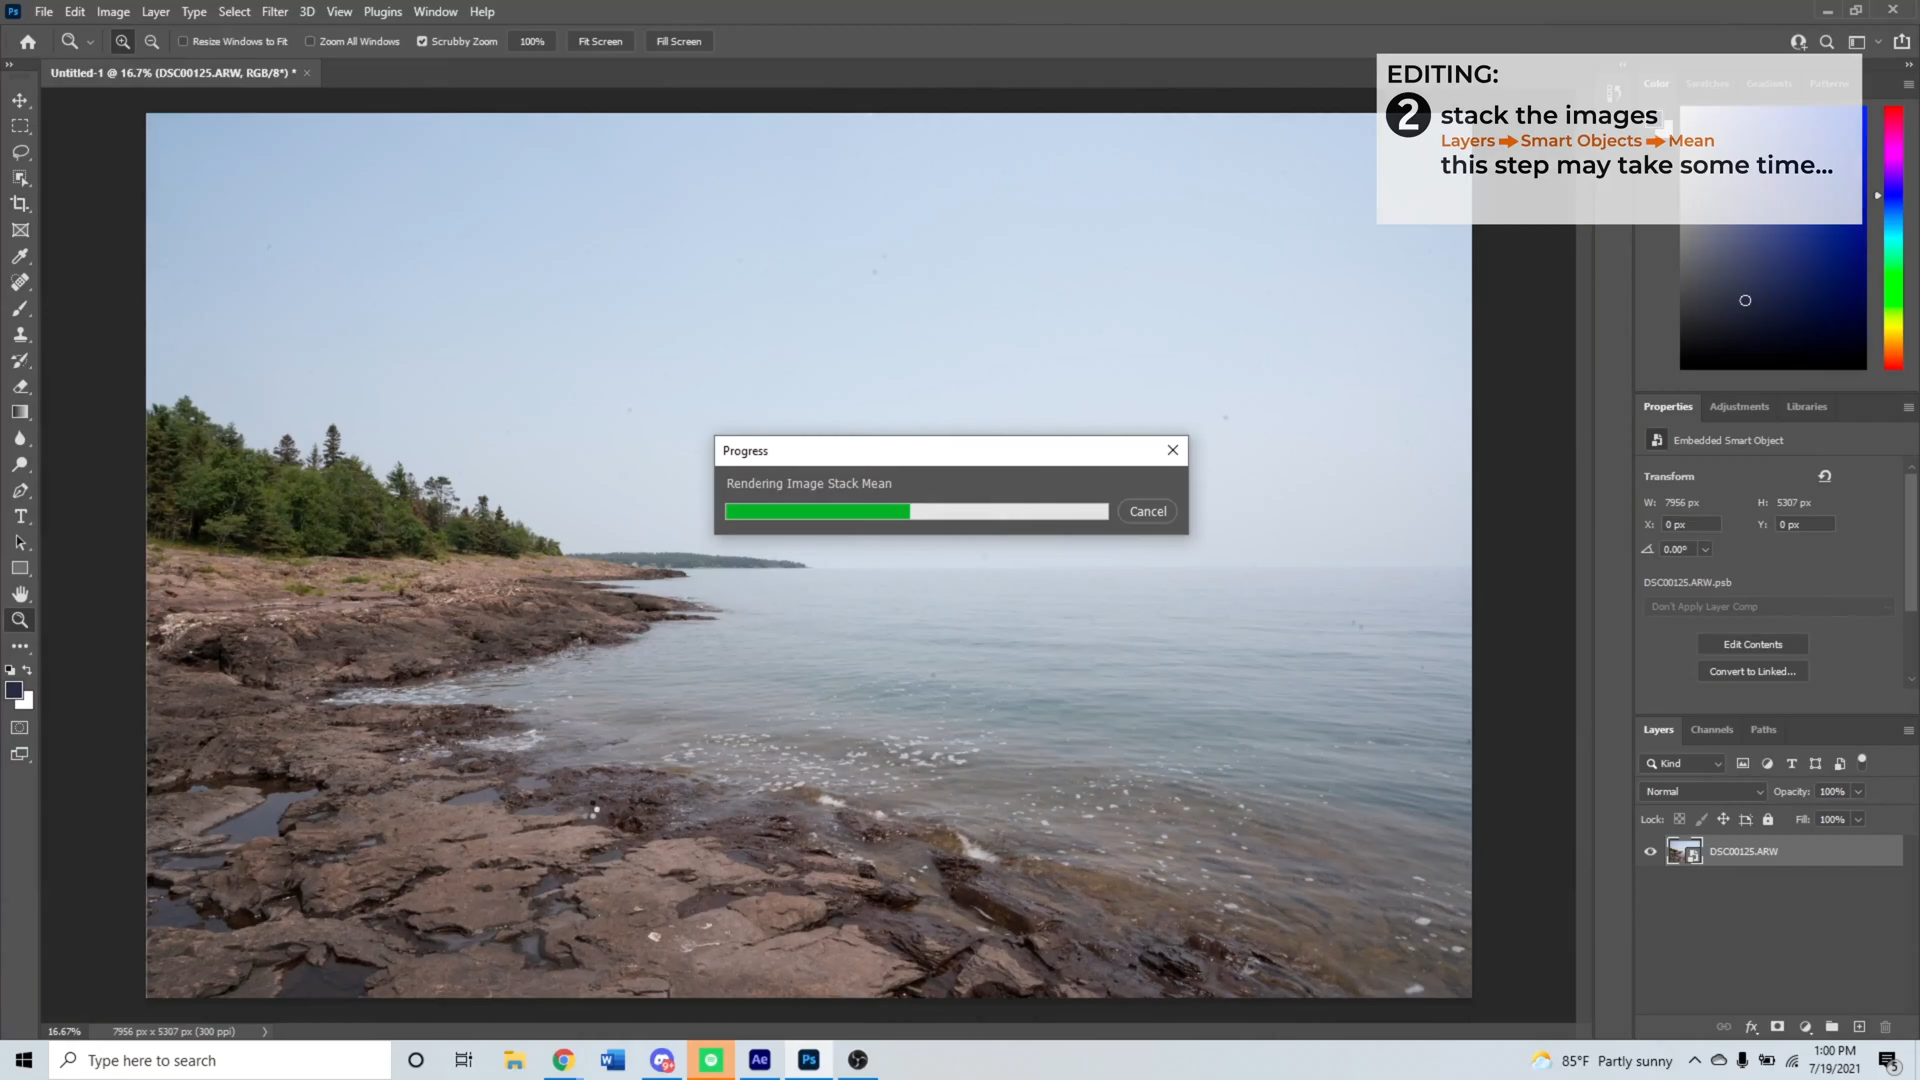 Ps File Edit Image Layer Type Select Filter 3D View Plugins Window Help
Resize Windows to Fit Zoom All Windows Scrubby Zoom 100% Fit Screen Fill Screen
Untitled-1 @ 16.7% (DSC00125.ARW, RGB/8*) * ×
EDITING:
Color Swatches Gradients Patterns
2 stack the images
Layers Smart Objects Mean
this step may take some time...
Progress
Rendering Image Stack Mean
Cancel
Properties Adjustments Libraries
Embedded Smart Object
Transform
W: 7956 px H: 5307 px
X: 0 px Y: 0 px
0.00°
DSC00125.ARW.psb
Don't Apply Layer Comp
Edit Contents
Convert to Linked...
Layers Channels Paths
Kind
Normal Opacity: 100%
Lock: Fill: 100%
DSC00125.ARW
16.67% 7956 px x 5307 px (300 ppi)
Type here to search
9+
Ae
Ps
85°F Partly sunny
1:00 PM
7/19/2021
5